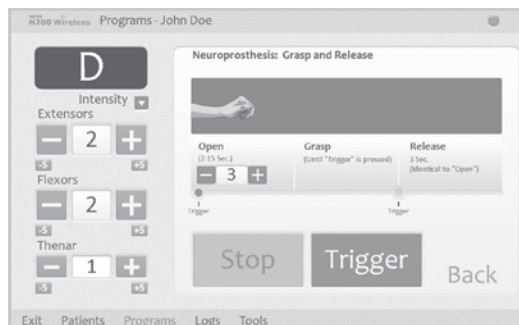 NESS
H200 Wireless Programs - John Doe
D
Intensity
Extensors
2
-5 +5
Flexors
2
-5 +5
Thenar
1
-5 +5
Neuroprosthesis: Grasp and Release
Open Grasp Release
(2-15 Sec.) (Until "Trigger" is pressed) 3 Sec.
(Identical to "Open")
3
Trigger Trigger
Stop Trigger Back
Exit Patients Programs Logs Tools